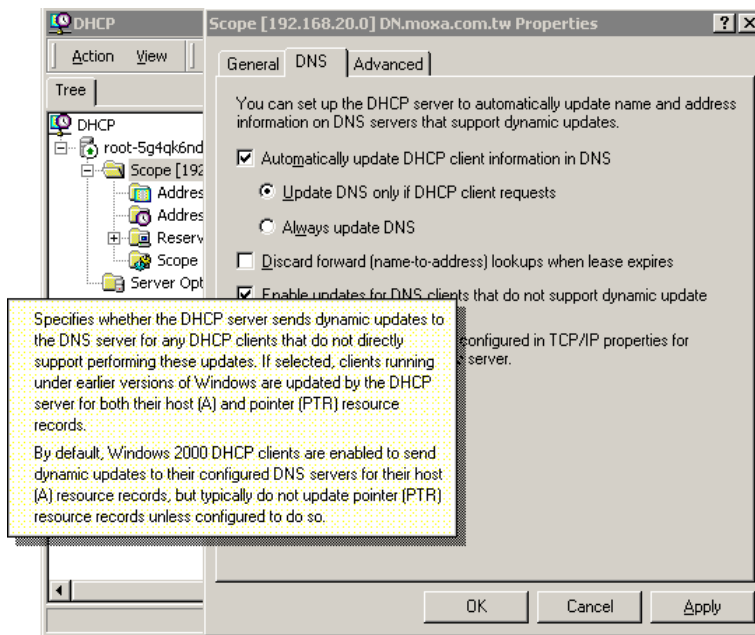 DHCP
Action View
Tree
DHCP
root-5g4qk6nd
Scope [192
Addres
Addres
Reserv
Scope
Server Opt
Scope [192.168.20.0] DN.moxa.com.tw Properties
General DNS Advanced
You can set up the DHCP server to automatically update name and address
information on DNS servers that support dynamic updates.
Automatically update DHCP client information in DNS
Update DNS only if DHCP client requests
Always update DNS
Discard forward (name-to-address) lookups when lease expires
Enable updates for DNS clients that do not support dynamic update
configured in TCP/IP properties for
server.
Specifies whether the DHCP server sends dynamic updates to
the DNS server for any DHCP clients that do not directly
support performing these updates. If selected, clients running
under earlier versions of Windows are updated by the DHCP
server for both their host (A) and pointer (PTR) resource
records.
By default, Windows 2000 DHCP clients are enabled to send
dynamic updates to their configured DNS servers for their host
(A) resource records, but typically do not update pointer (PTR)
resource records unless configured to do so.
OK Cancel Apply